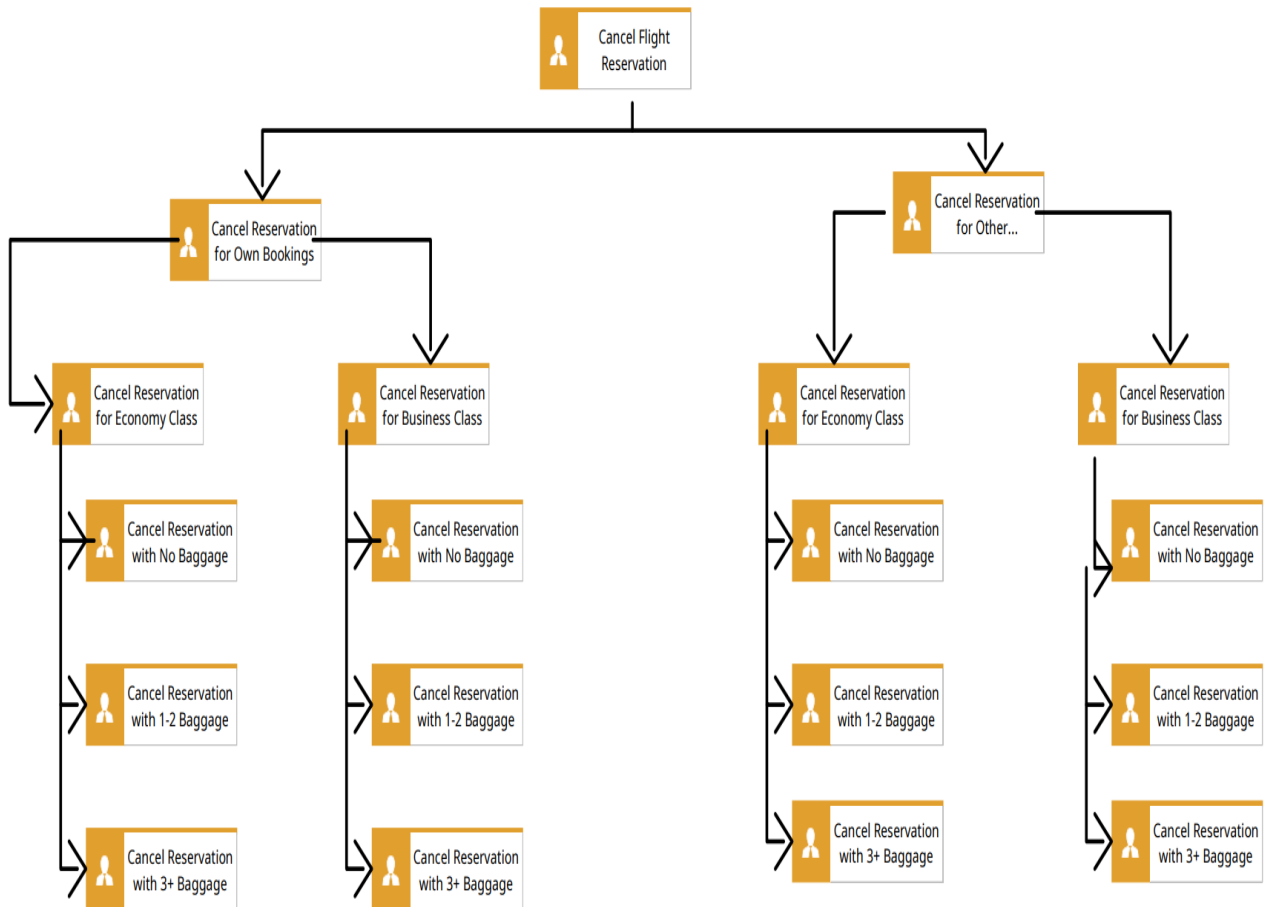 Cancel Flight
Reservation
Cancel Reservation
for Own Bookings
Cancel Reservation
for Other...
Cancel Reservation
for Economy Class
Cancel Reservation
for Business Class
Cancel Reservation
for Economy Class
Cancel Reservation
for Business Class
Cancel Reservation
with No Baggage
Cancel Reservation
with No Baggage
Cancel Reservation
with No Baggage
Cancel Reservation
with No Baggage
Cancel Reservation
with 1-2 Baggage
Cancel Reservation
with 1-2 Baggage
Cancel Reservation
with 1-2 Baggage
Cancel Reservation
with 1-2 Baggage
Cancel Reservation
with 3+ Baggage
Cancel Reservation
with 3+ Baggage
Cancel Reservation
with 3+ Baggage
Cancel Reservation
with 3+ Baggage